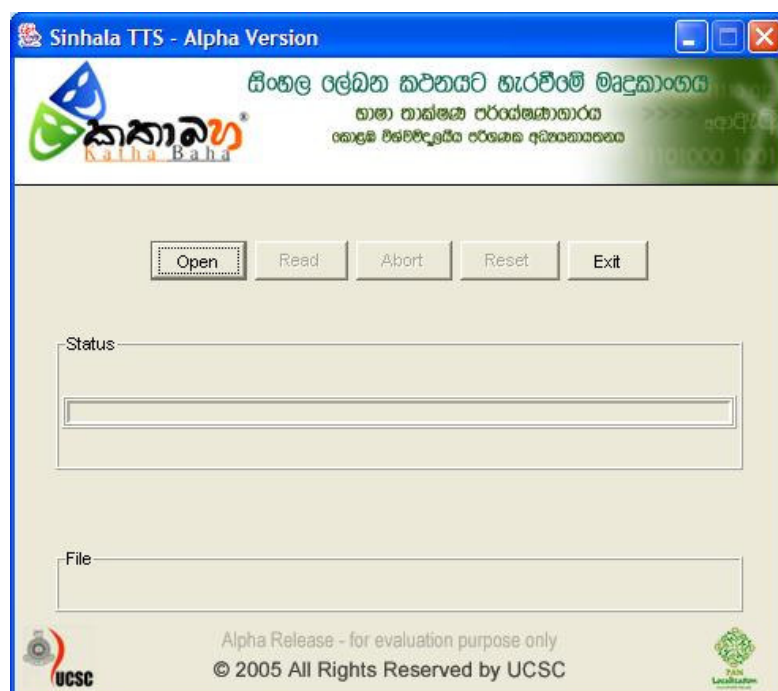 Sinhala TTS - Alpha Version
සිංහල ලේඛන කථනයට හැරවීමේ මෘදුකාංගය
භාෂා තාක්ෂණ පර්යේෂණාගාරය
කොළඹ විශ්වවිද්‍යාලයීය පරිගණක අධ්‍යයනායතනය
කතාබහ
Katha Baha
Open Read Abort Reset Exit
Status
File
Alpha Release - for evaluation purpose only
© 2005 All Rights Reserved by UCSC
UCSC
PAN
Localization